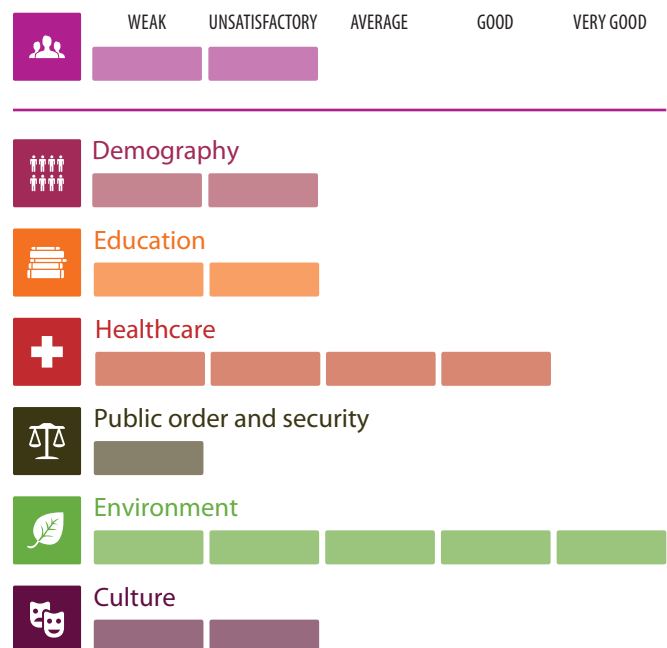 WEAK UNSATISFACTORY AVERAGE GOOD VERY GOOD
Demography
Education
Healthcare
Public order and security
Environment
Culture